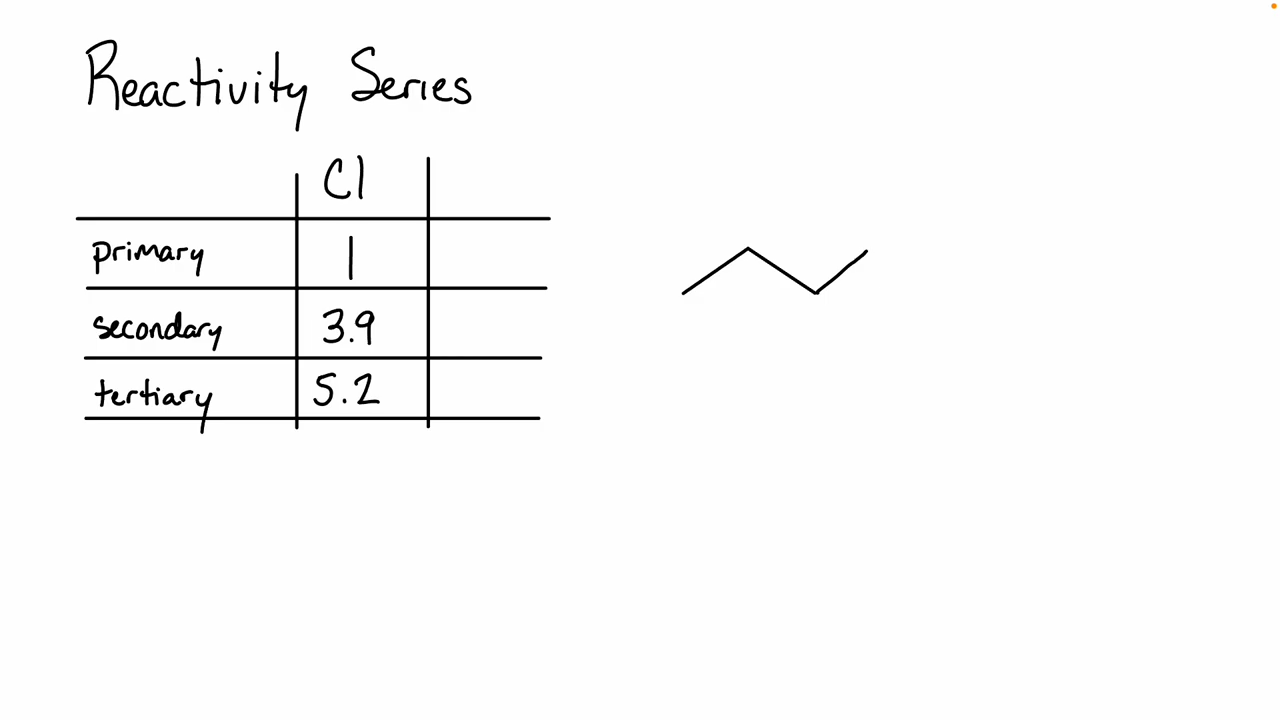 Reactivity Series
Cl
primary 1
secondary 3.9
tertiary 5.2